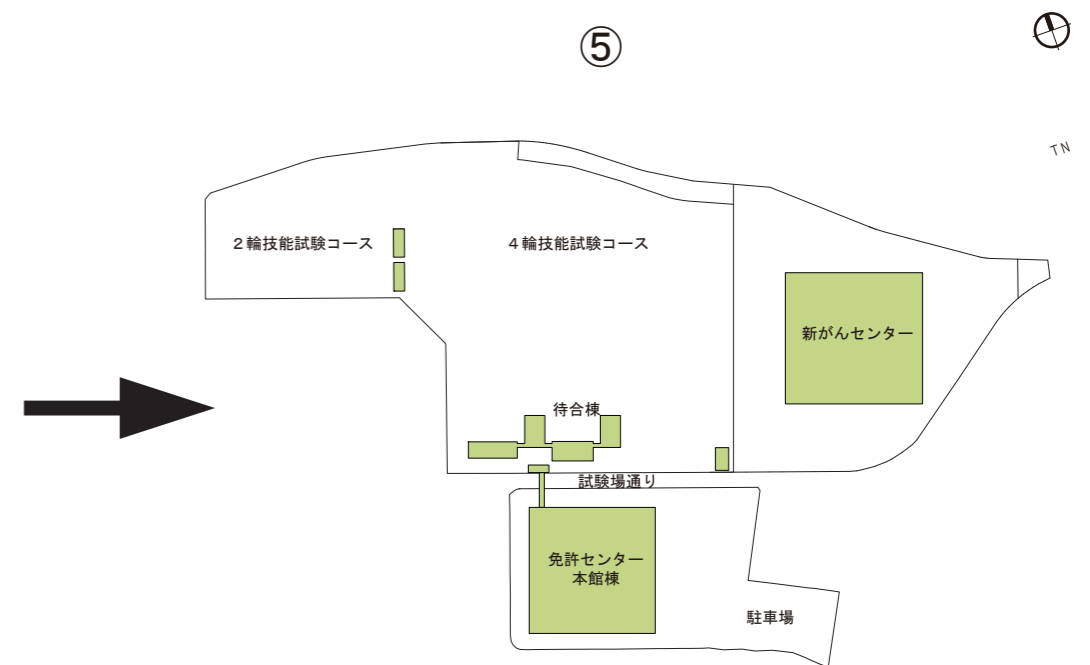 ⑤
TN
2輪技能試験コース
4輪技能試験コース
新がんセンター
待合棟
試験場通り
免許センター
本館棟
駐車場